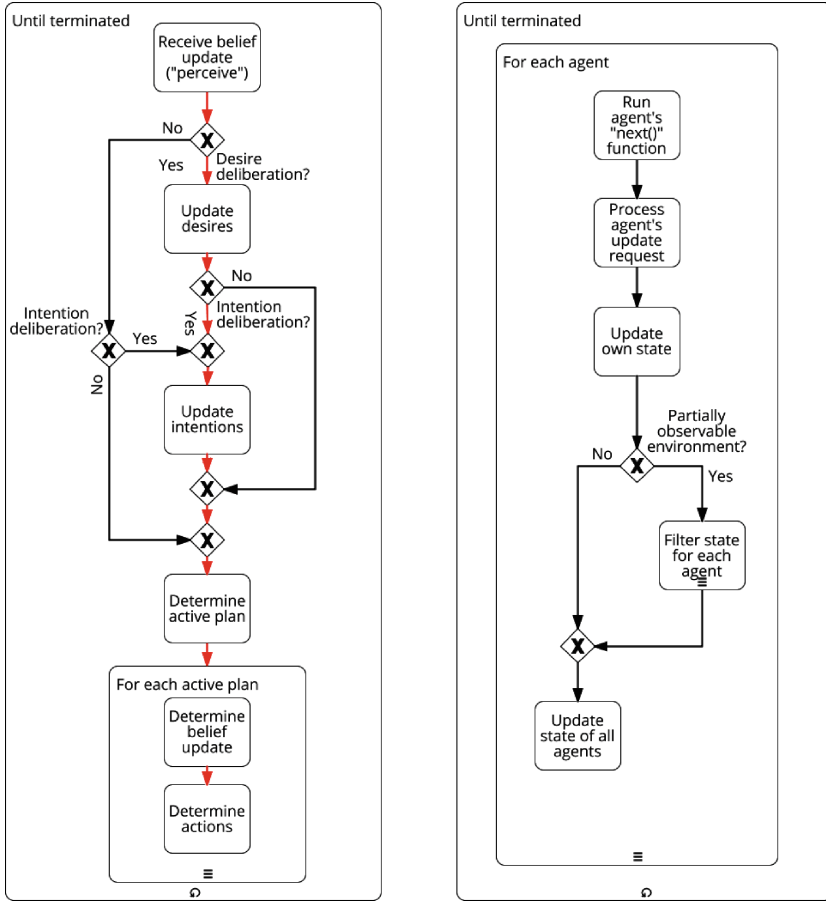 Until terminated
Receive belief
update
("perceive")
No
Yes
Desire
deliberation?
Update
desires
No
Intention
deliberation?
Yes
Intention
deliberation?
Yes
No
Update
intentions
Determine
active plan
For each active plan
Determine
belief
update
Determine
actions
Until terminated
For each agent
Run
agent's
"next()"
function
Process
agent's
update
request
Update
own state
Partially
observable
environment?
No
Yes
Filter state
for each
agent
Update
state of all
agents